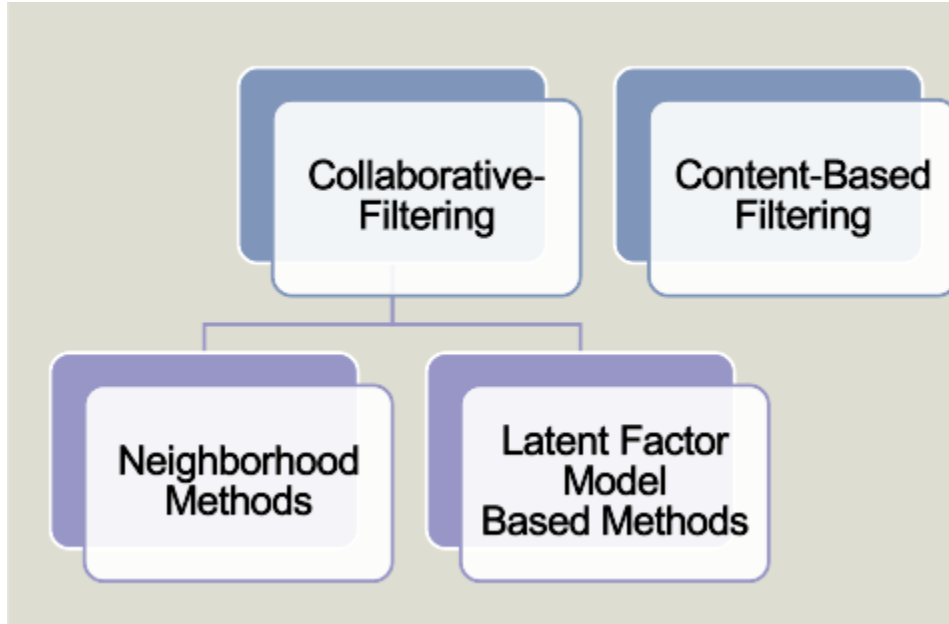 Collaborative-
Filtering
Content-Based
Filtering
Neighborhood
Methods
Latent Factor
Model
Based Methods